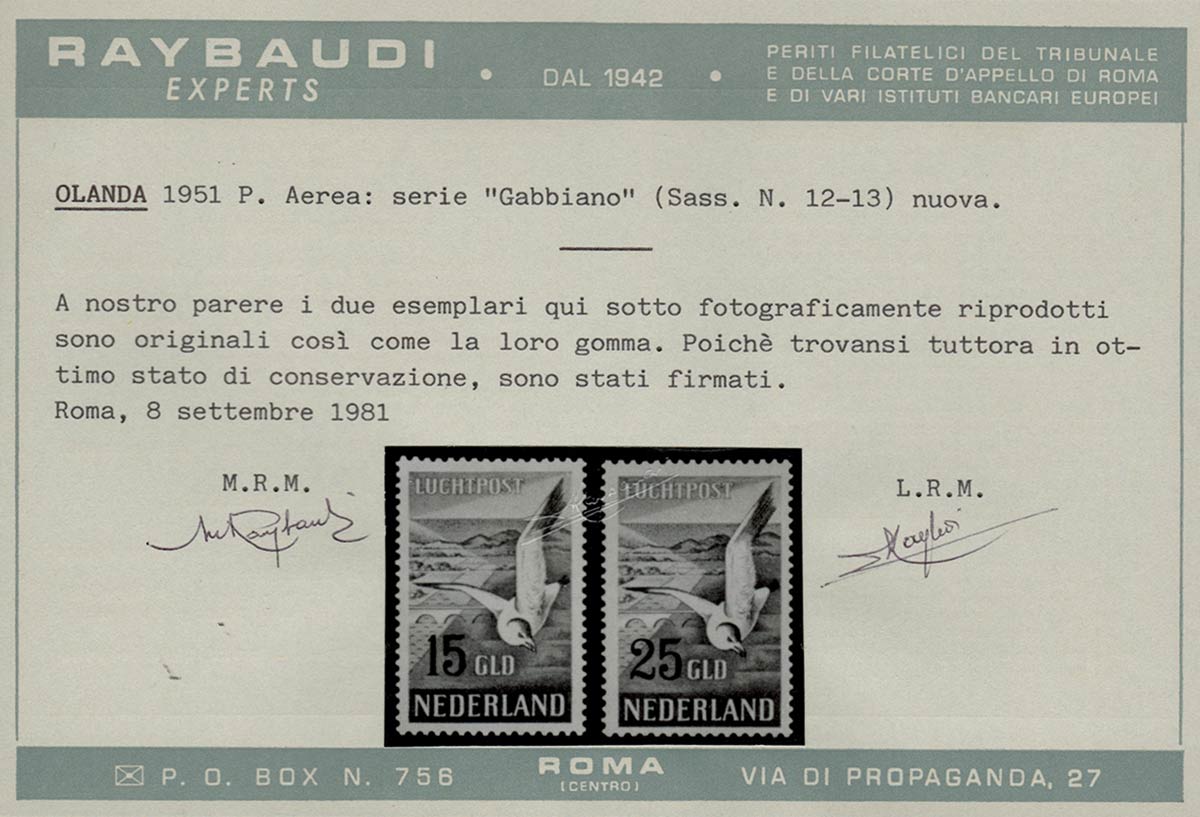 RAYBAUDI
EXPERTS
DAL 1942
PERITI FILATELICI DEL TRIBUNALE
E DELLA CORTE D'APPELLO DI ROMA
E DI VARI ISTITUTI BANCARI EUROPEI
OLANDA 1951 P. Aerea: serie "Gabbiano" (Sass. N. 12-13) nuova.
A nostro parere i due esemplari qui sotto fotograficamente riprodotti
sono originali così come la loro gomma. Poichè trovansi tuttora in ot-
timo stato di conservazione, sono stati firmati.
Roma, 8 settembre 1981
M.R.M.
L.R.M.
LUCHTPOST
15 GLD
NEDERLAND
LUCHTPOST
25 GLD
NEDERLAND
P. O. BOX N. 756
ROMA
(CENTRO)
VIA DI PROPAGANDA, 27